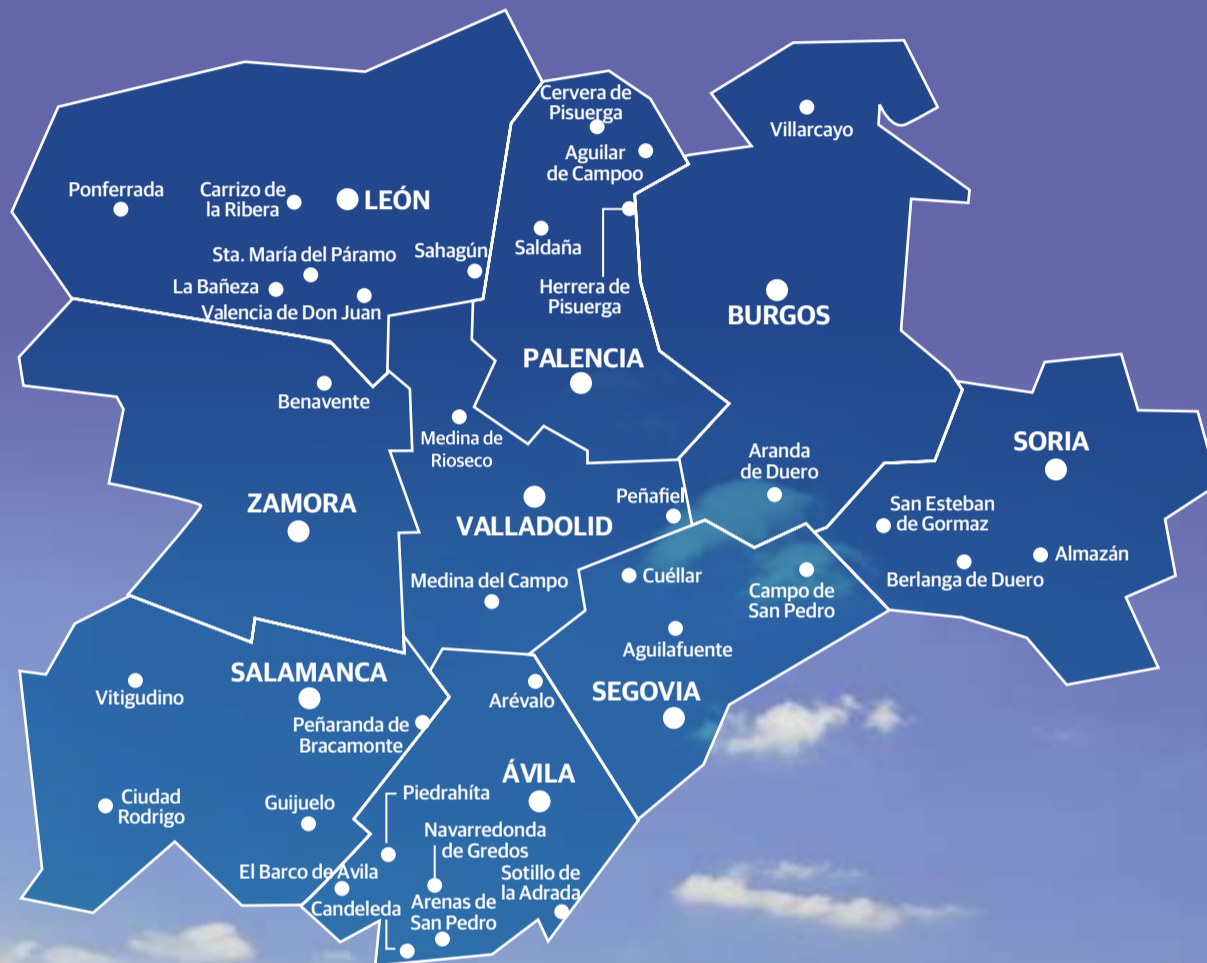 Cervera de
Pisuerga
Villarcayo
Aguilar
de Campoo
Ponferrada
Carrizo de
la Ribera
LEÓN
Saldaña
Sta. María del Páramo
Sahagún
La Bañeza
Valencia de Don Juan
Herrera de
Pisuerga
BURGOS
PALENCIA
Benavente
Medina de
Rioseco
SORIA
Aranda
de Duero
ZAMORA
VALLADOLID
Peñafiel
San Esteban
de Gormaz
Almazán
Berlanga de Duero
Medina del Campo
Cuéllar
Campo de
San Pedro
Aguilafuente
SALAMANCA
Vitigudino
SEGOVIA
Arévalo
Peñaranda de
Bracamonte
ÁVILA
Piedrahíta
Ciudad
Rodrigo
Guijuelo
Navarredonda
de Gredos
El Barco de Ávila
Sotillo de
la Adrada
Candeleda
Arenas de
San Pedro